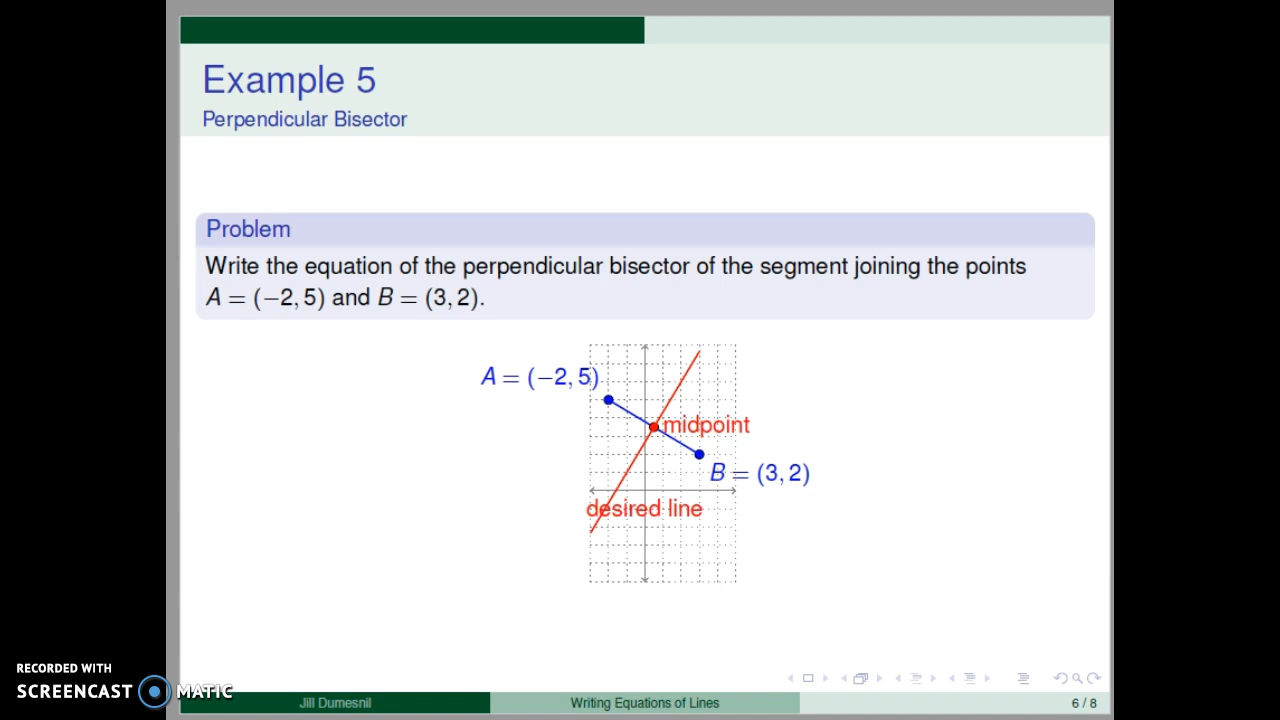 Example 5
Perpendicular Bisector
Problem
Write the equation of the perpendicular bisector of the segment joining the points
A = (−2, 5) and B = (3, 2).
A = (−2, 5)
midpoint
B = (3, 2)
desired line
RECORDED WITH
SCREENCAST MATIC
Jill Dumesnil
Writing Equations of Lines
6 / 8